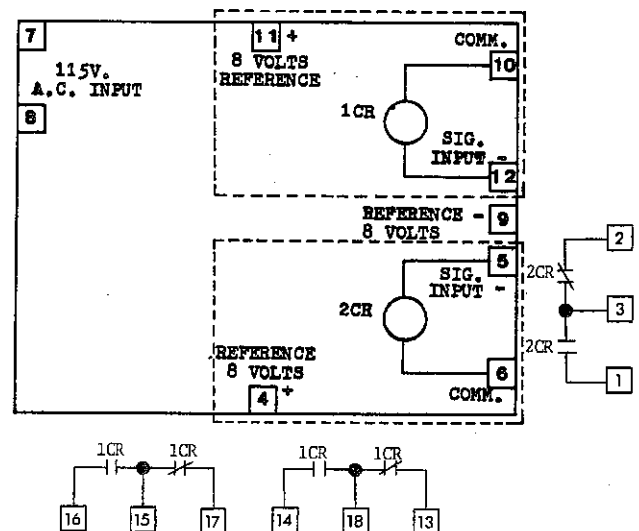 7
115V.
A.C. INPUT
8
11 +
8 VOLTS
REFERENCE
COMM.
10
1CR
SIG.
INPUT -
12
REFERENCE - 9
8 VOLTS
5
SIG.
INPUT -
2CR
REFERENCE
8 VOLTS
4 +
6
COMM.
2
2CR
3
2CR
1
1CR 1CR
16 15 17
1CR 1CR
14 18 13